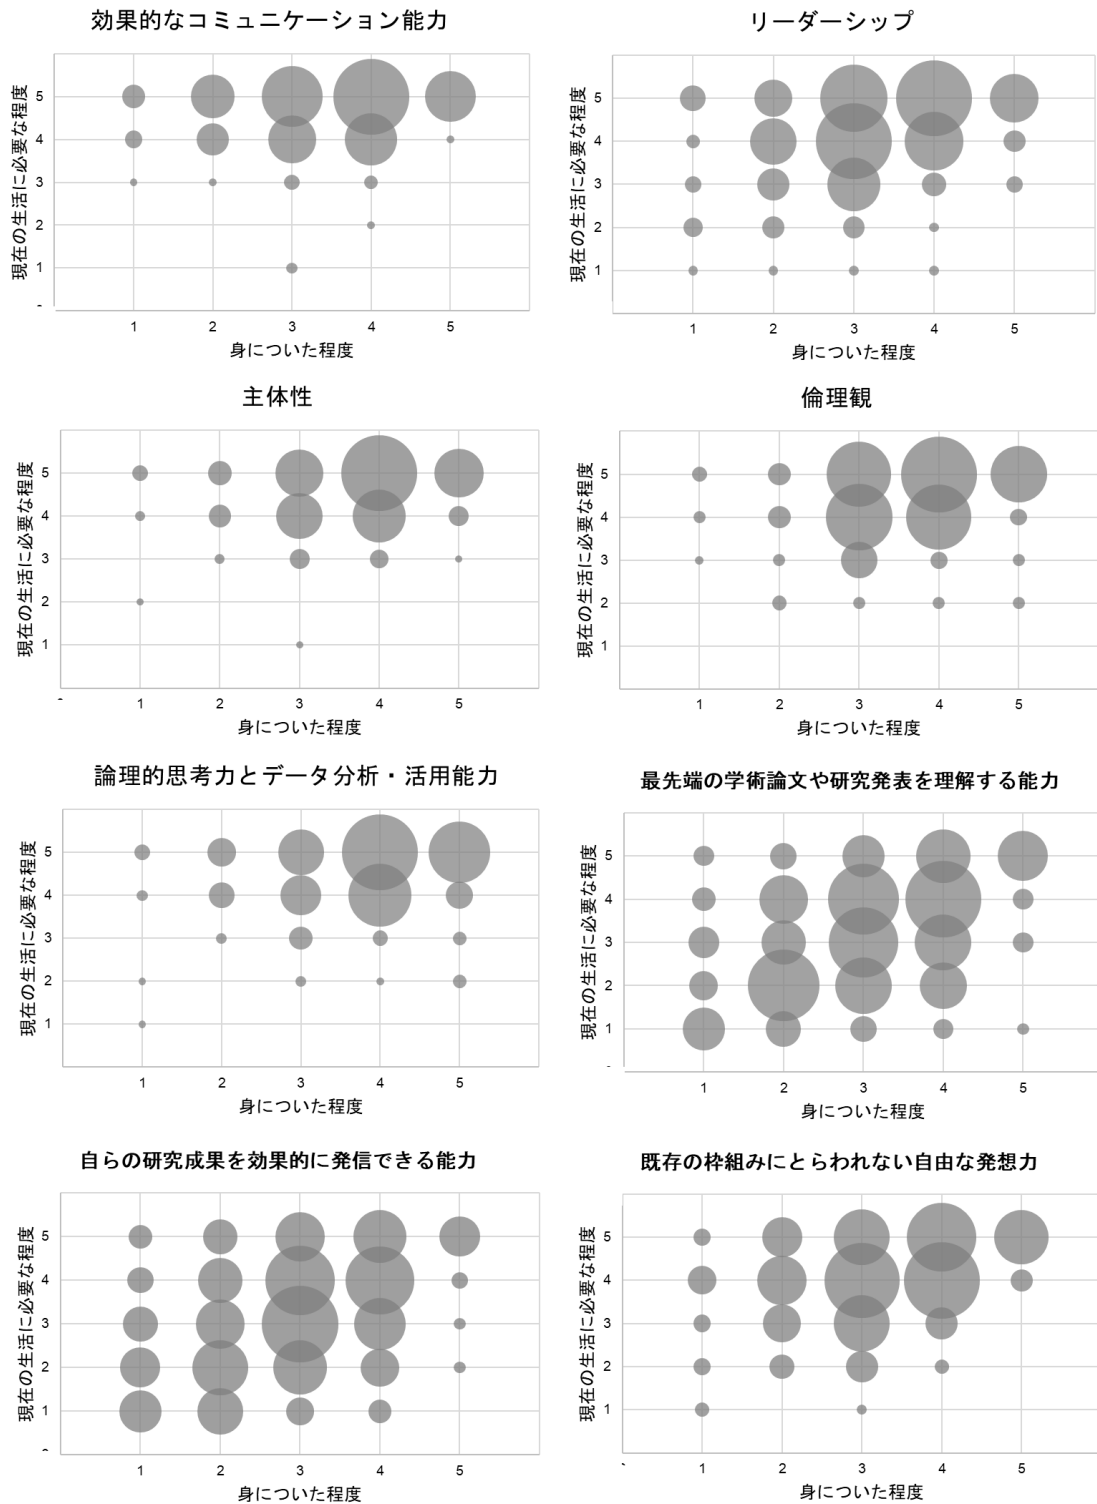 効果的なコミュニケーション能力
現在の生活に必要な程度
5
4
3
2
1
-
1 2 3 4 5
身についた程度
リーダーシップ
現在の生活に必要な程度
5
4
3
2
1
1 2 3 4 5
身についた程度
主体性
現在の生活に必要な程度
5
4
3
2
1
1 2 3 4 5
身についた程度
倫理観
現在の生活に必要な程度
5
4
3
2
1
1 2 3 4 5
身についた程度
論理的思考力とデータ分析・活用能力
現在の生活に必要な程度
5
4
3
2
1
1 2 3 4 5
身についた程度
最先端の学術論文や研究発表を理解する能力
現在の生活に必要な程度
5
4
3
2
1
-
1 2 3 4 5
身についた程度
自らの研究成果を効果的に発信できる能力
現在の生活に必要な程度
5
4
3
2
1
1 2 3 4 5
身についた程度
既存の枠組みにとらわれない自由な発想力
現在の生活に必要な程度
5
4
3
2
1
1 2 3 4 5
身についた程度